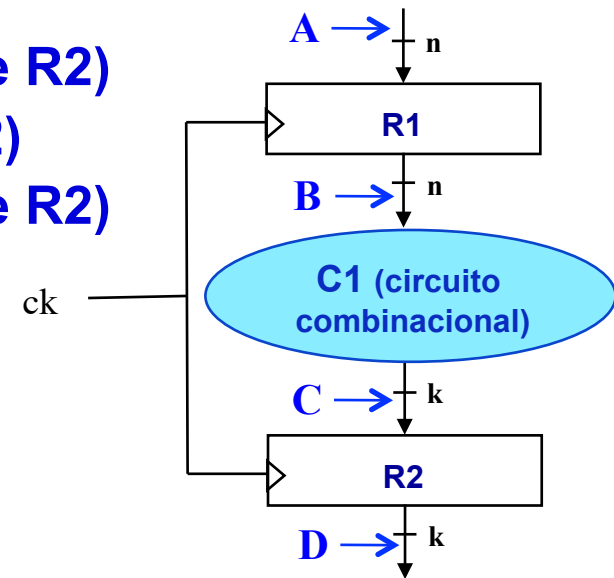 A
n
e R2)
R1
2)
B
n
e R2)
C1 (circuito
combinacional)
ck
C
k
R2
D
k